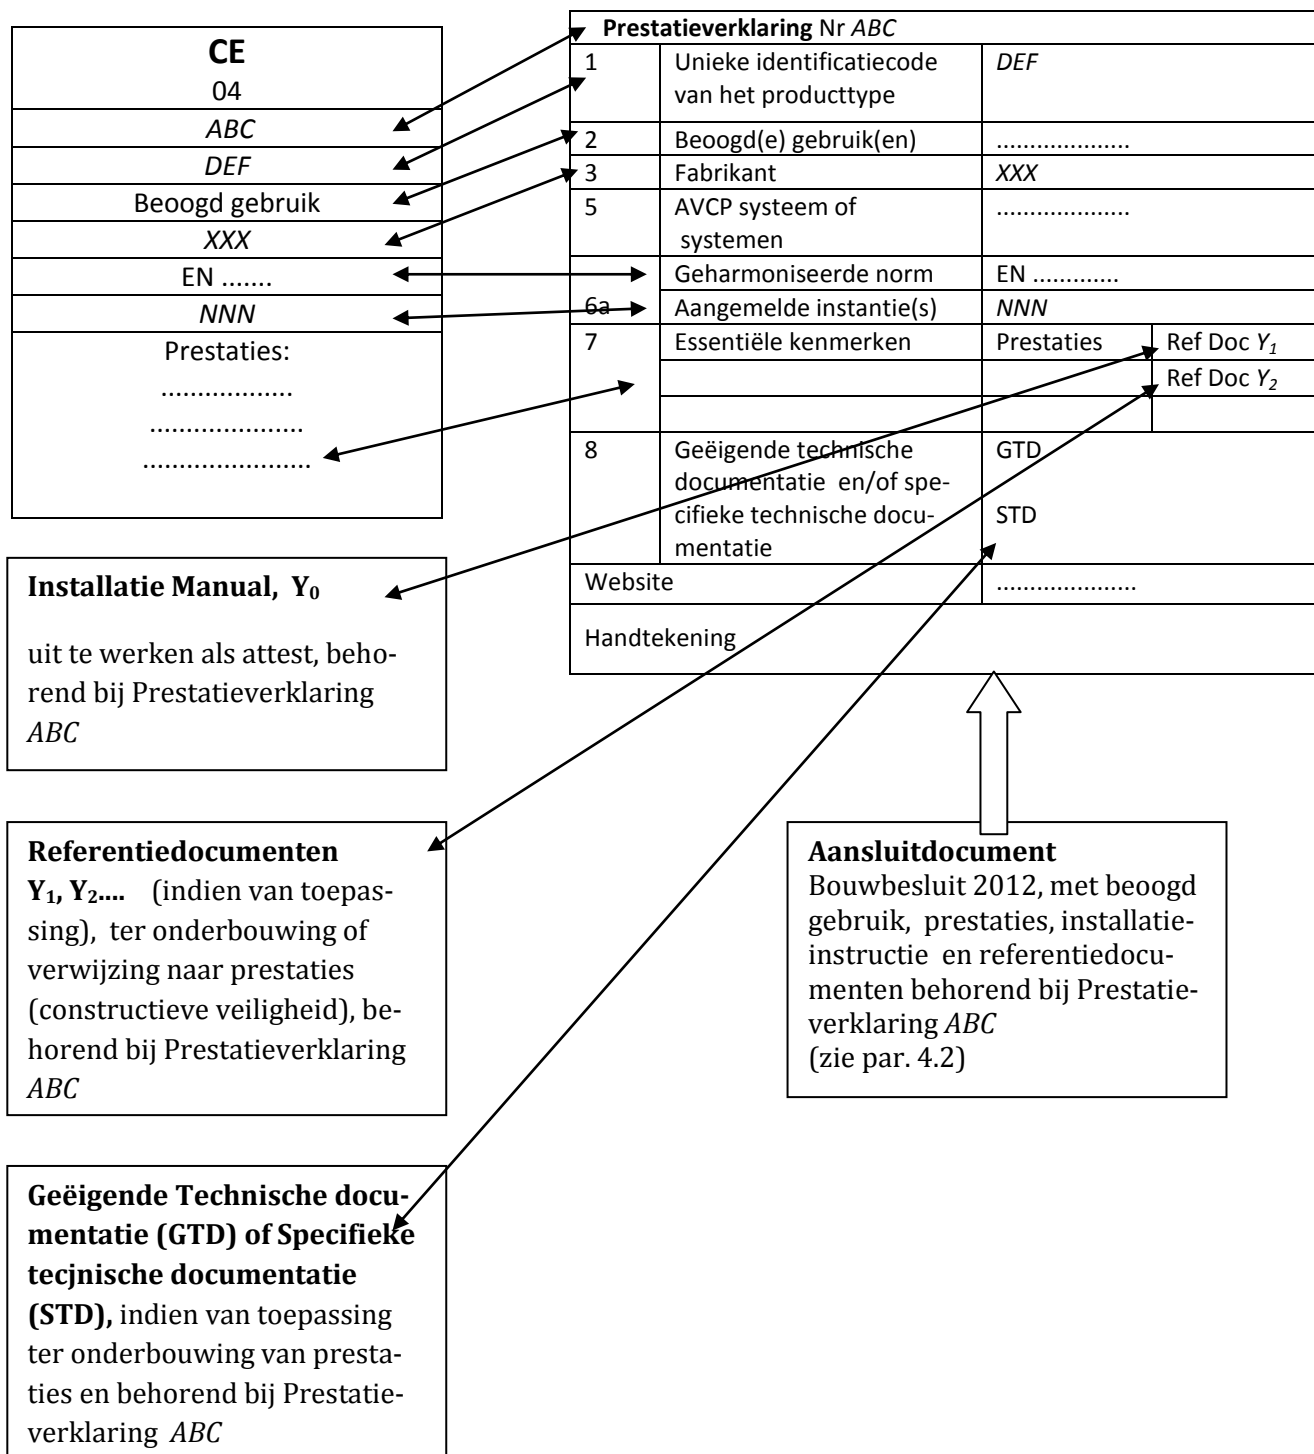 CE
04
ABC
DEF
Beoogd gebruik
XXX
EN .......
NNN
Prestaties:
..................
.....................
.......................
Prestatieverklaring Nr ABC
1 Unieke identificatiecode DEF
van het producttype
2 Beoogd(e) gebruik(en) ....................
3 Fabrikant XXX
5 AVCP systeem of ....................
systemen
Geharmoniseerde norm EN .............
6a Aangemelde instantie(s) NNN
7 Essentiële kenmerken Prestaties Ref Doc Y1
Ref Doc Y2
8 Geëigende technische GTD
documentatie en/of spe-
cifieke technische docu- STD
mentatie
Website .....................
Handtekening
Installatie Manual, Y0
uit te werken als attest, beho-
rend bij Prestatieverklaring
ABC
Referentiedocumenten
Y1, Y2.... (indien van toepas-
sing), ter onderbouwing of
verwijzing naar prestaties
(constructieve veiligheid), be-
horend bij Prestatieverklaring
ABC
Aansluitdocument
Bouwbesluit 2012, met beoogd
gebruik, prestaties, installatie-
instructie en referentiedocu-
menten behorend bij Prestatie-
verklaring ABC
(zie par. 4.2)
Geëigende Technische docu-
mentatie (GTD) of Specifieke
tecjnische documentatie
(STD), indien van toepassing
ter onderbouwing van presta-
ties en behorend bij Prestatie-
verklaring ABC